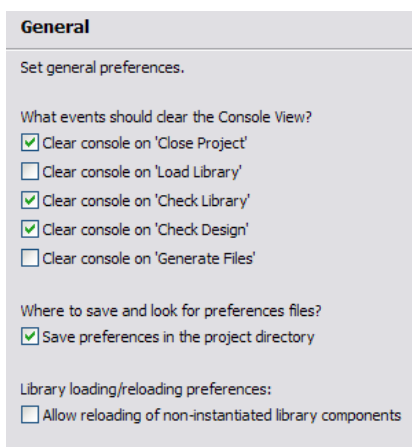 General
Set general preferences.
What events should clear the Console View?
Clear console on 'Close Project'
Clear console on 'Load Library'
Clear console on 'Check Library'
Clear console on 'Check Design'
Clear console on 'Generate Files'
Where to save and look for preferences files?
Save preferences in the project directory
Library loading/reloading preferences:
Allow reloading of non-instantiated library components